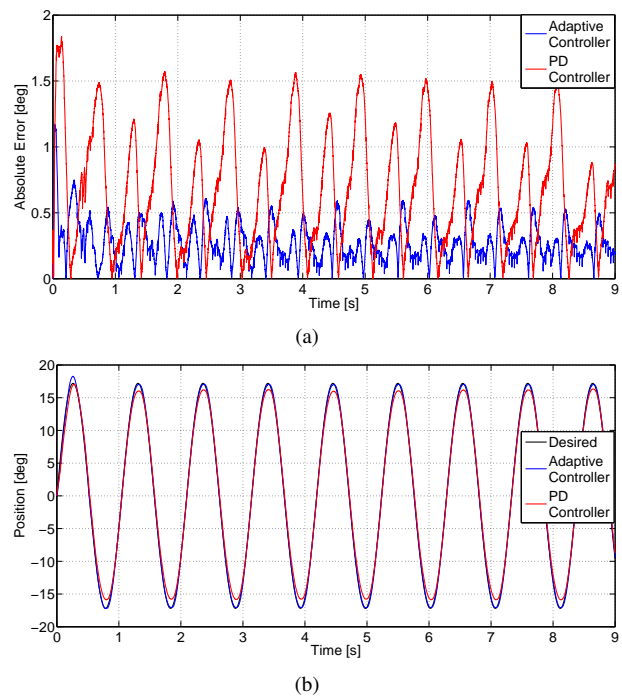 2
1.5
1
0.5
0
Absolute Error [deg]
Adaptive
Controller
PD
Controller
0 1 2 3 4 5 6 7 8 9
Time [s]
(a)
20
15
10
5
0
−5
−10
−15
−20
Position [deg]
Desired
Adaptive
Controller
PD
Controller
0 1 2 3 4 5 6 7 8 9
Time [s]
(b)